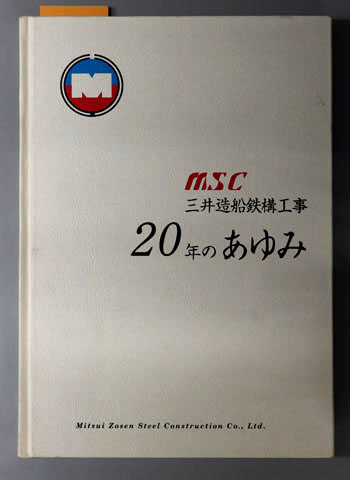 M
MSC
三井造船鉄構工事
20年のあゆみ
Mitsui Zosen Steel Construction Co., Ltd.